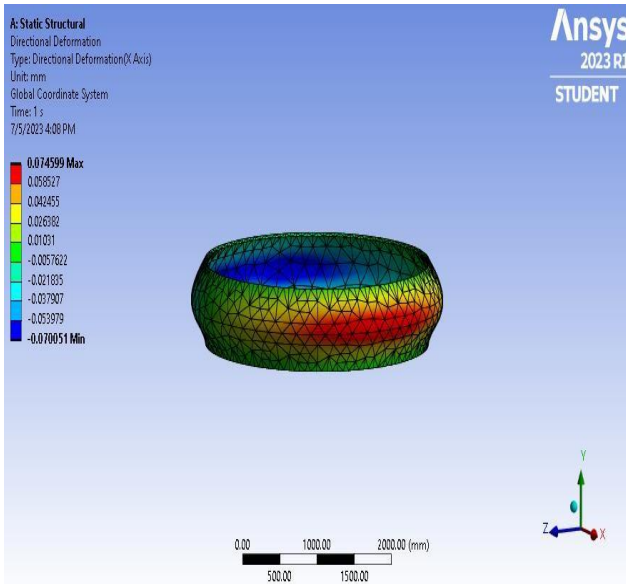 A: Static Structural
Directional Deformation
Type: Directional Deformation(X Axis)
Unit: mm
Global Coordinate System
Time: 1 s
7/5/2023 4:08 PM
0.074599 Max
0.058527
0.042455
0.026382
0.01031
-0.0057622
-0.021835
-0.037907
-0.053979
-0.070051 Min
Ansys
2023 R1
STUDENT
Y
Z X
0.00 1000.00 2000.00 (mm)
500.00 1500.00